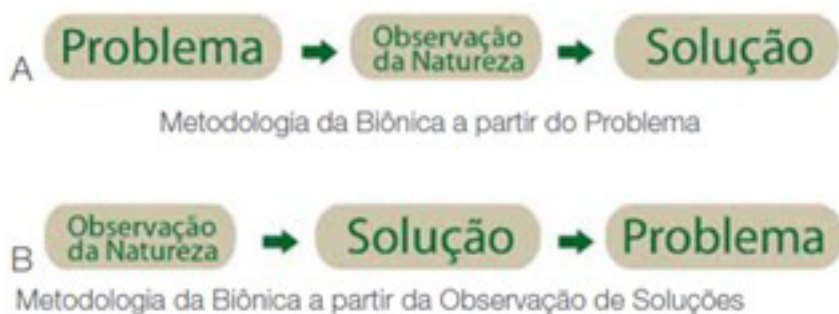 A Problema → Observação da Natureza → Solução
Metodologia da Biônica a partir do Problema
B Observação da Natureza → Solução → Problema
Metodologia da Biônica a partir da Observação de Soluções